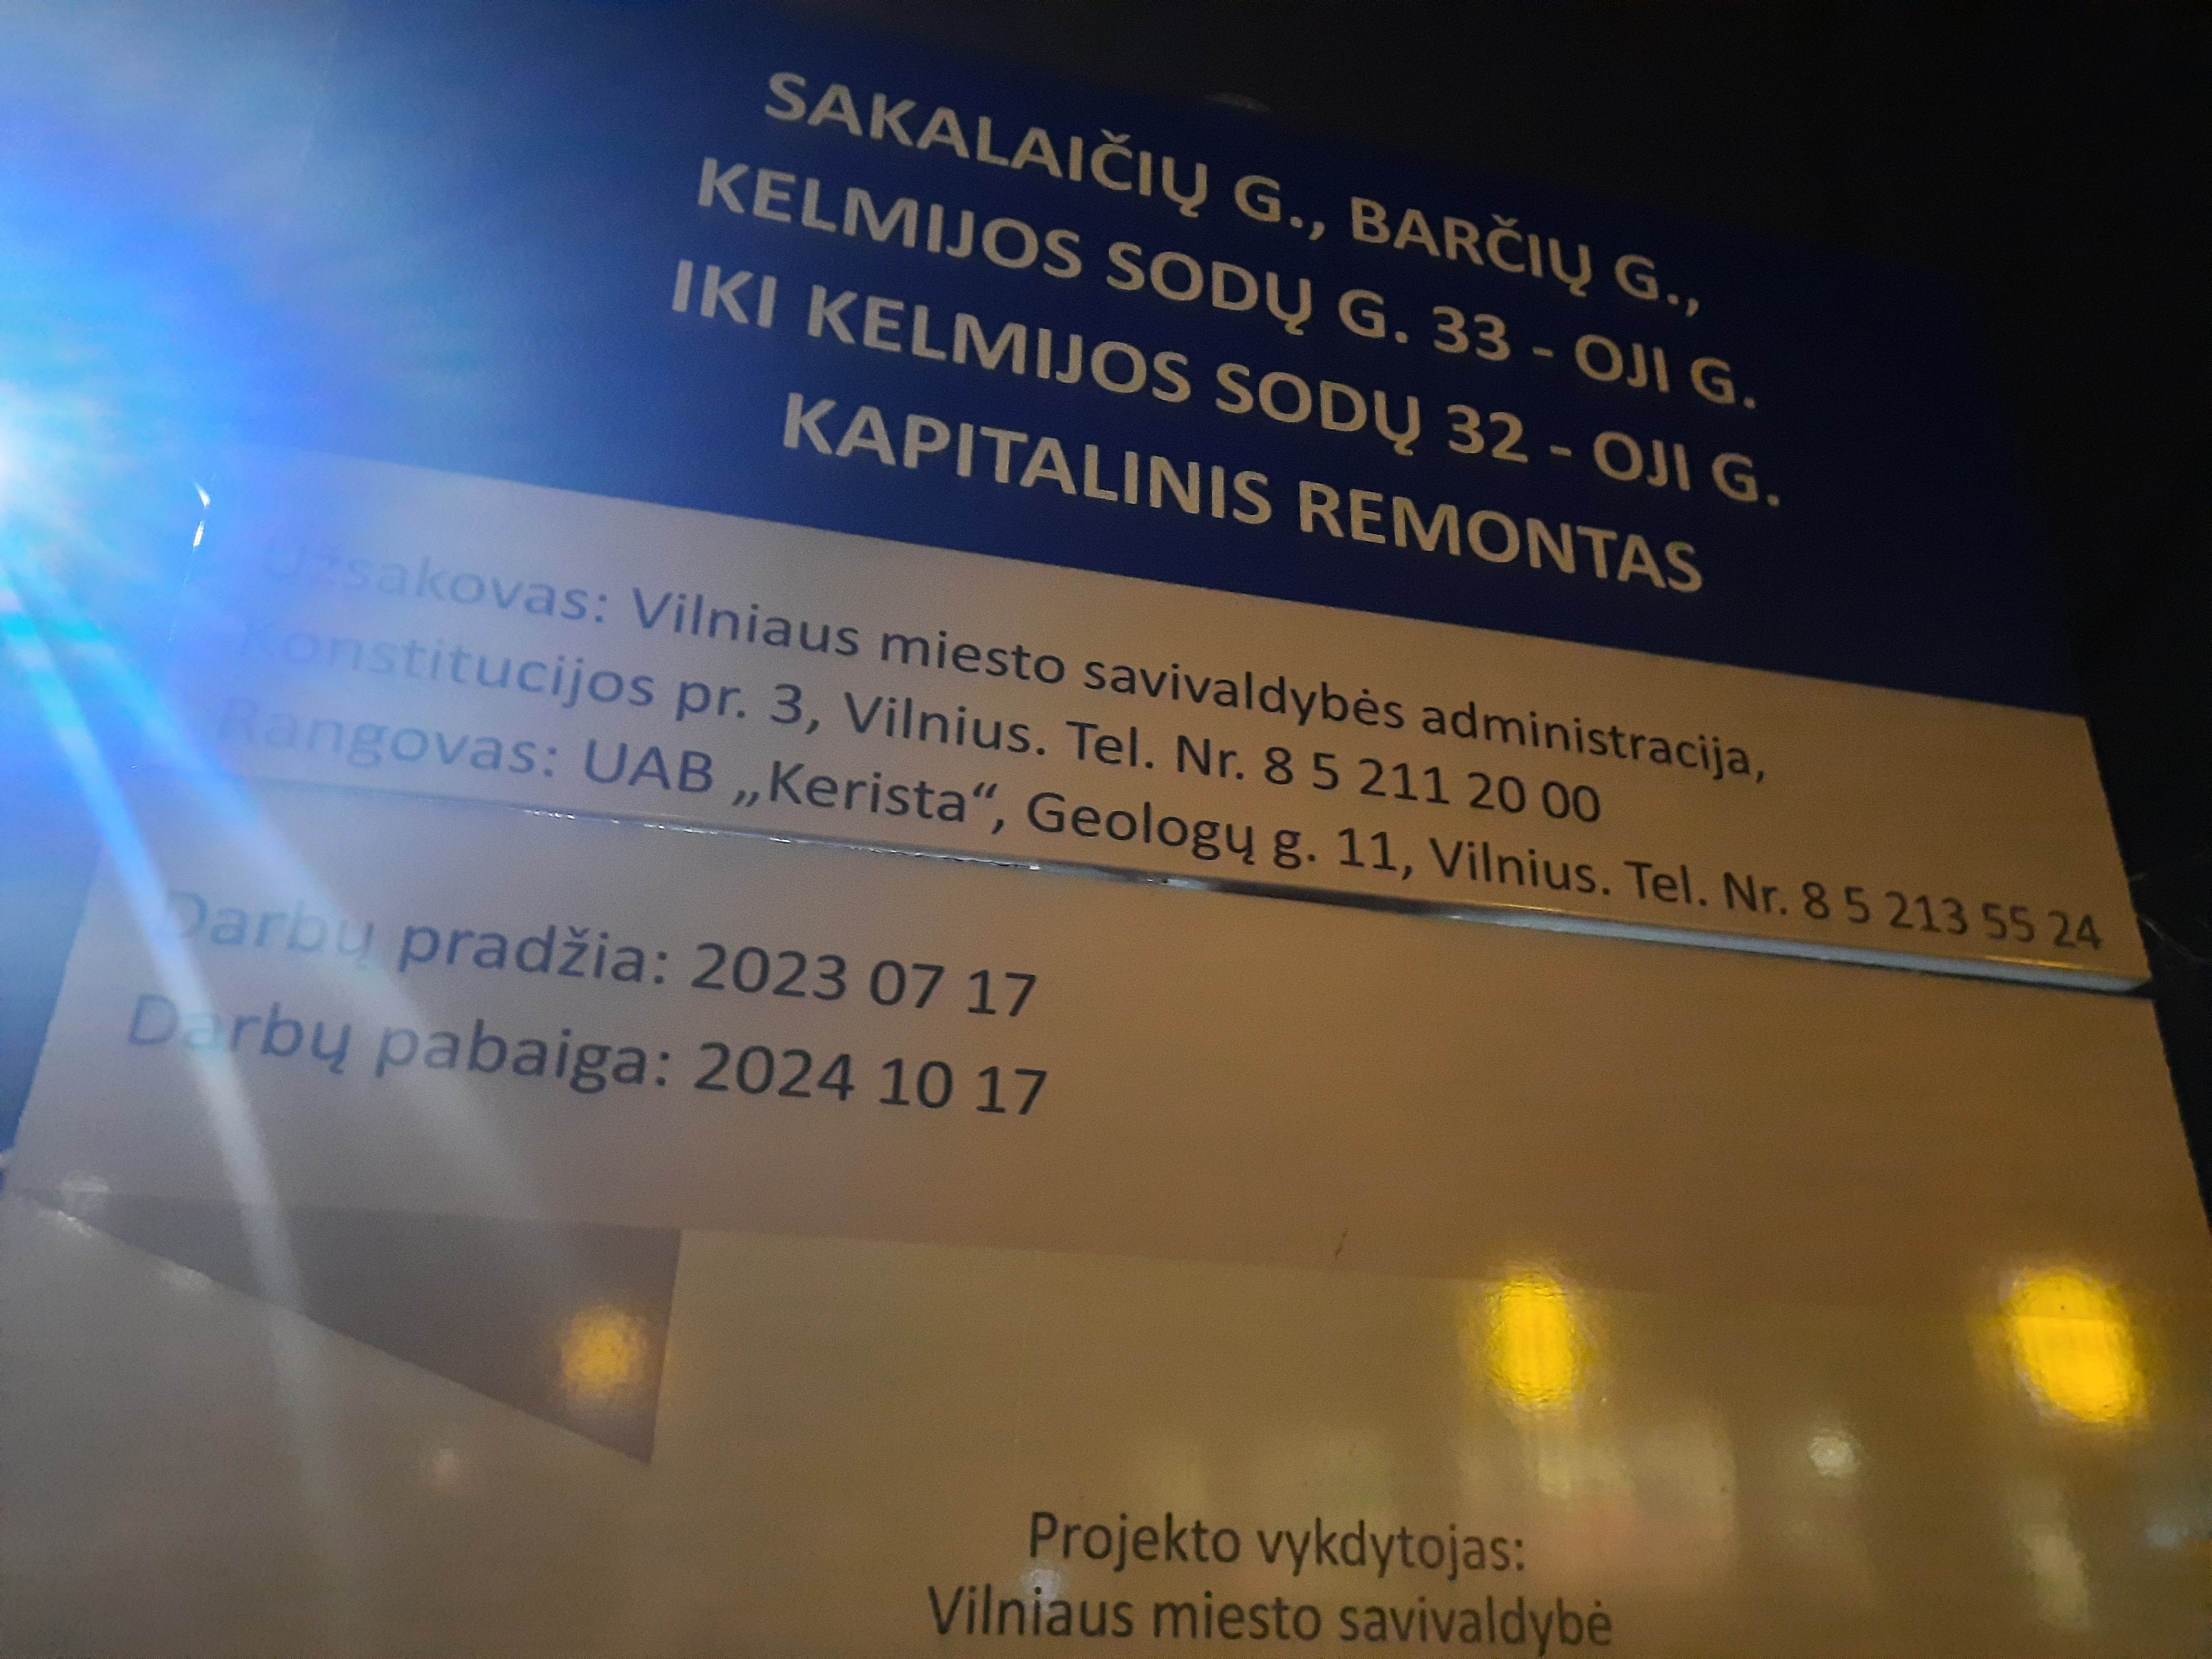 SAKALAIČIŲ G., BARČIŲ G.,
KELMIJOS SODŲ G. 33 - OJI G.
IKI KELMIJOS SODŲ 32 - OJI G.
KAPITALINIS REMONTAS
Užsakovas: Vilniaus miesto savivaldybės administracija,
Konstitucijos pr. 3, Vilnius. Tel. Nr. 8 5 211 20 00
Rangovas: UAB „Kerista“, Geologų g. 11, Vilnius. Tel. Nr. 8 5 213 55 24
Darbų pradžia: 2023 07 17
Darbų pabaiga: 2024 10 17
Projekto vykdytojas:
Vilniaus miesto savivaldybė